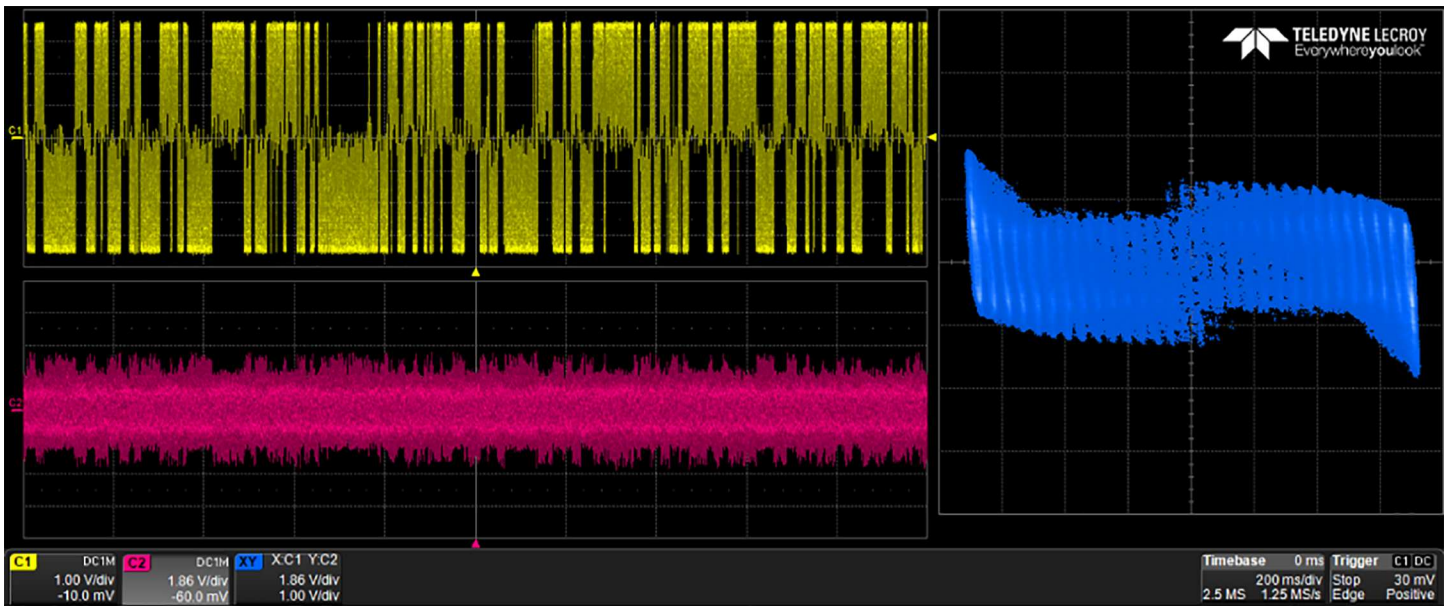 TELEDYNE LECROY
Everywhereyoulook™
C1
C2
C1 DC1M
1.00 V/div
-10.0 mV
C2 DC1M
1.86 V/div
-60.0 mV
XY X:C1 Y:C2
1.86 V/div
1.00 V/div
Timebase 0 ms
200 ms/div
2.5 MS 1.25 MS/s
Trigger C1 DC
Stop 30 mV
Edge Positive